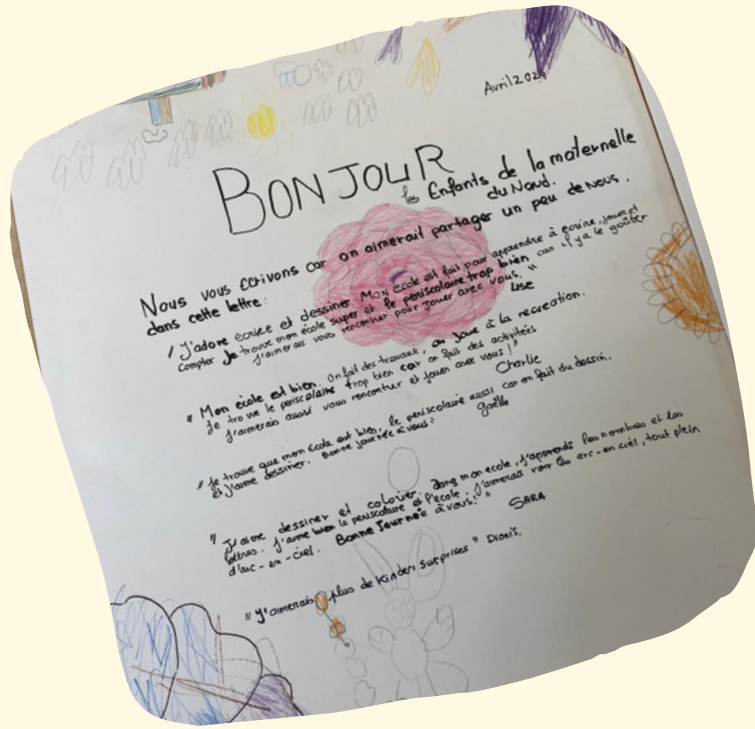 Avril 202
BONJOUR
les Enfants de la maternelle
du Nord.
Nous vous écrivons car on aimerait partager un peu de nous
dans cette lettre:
"J'adore écrire et dessiner. Mon école est fait pour apprendre à écrire, jouer et
compter. Je trouve mon école super et le periscolaire trop bien car il y a le goûter
J'aimerais vous rencontrer pour jouer avec vous."
Lise
"Mon école est bien. On fait des travaux, on joue à la recreation.
Je trouve le periscolaire trop bien car on fait des activités
J'aimerais aussi vous rencontrer et jouer avec vous!"
Charlie
"Je trouve que mon école est bien, le periscolaire aussi car on fait du dessin.
et j'aime dessiner. Bonne journée à vous!
Gaëlle
"J'aime dessiner et colorier. Dans mon ecole, j'apprends les nombres et les
lettres. J'aime bien le periscolaire et l'école. J'aimerais voir les arc-en ciel, tout plein
d'arc-en-ciel. Bonne Journée à vous!"
SARA
"J'aimerais plus de kinders surprises" Dionis.